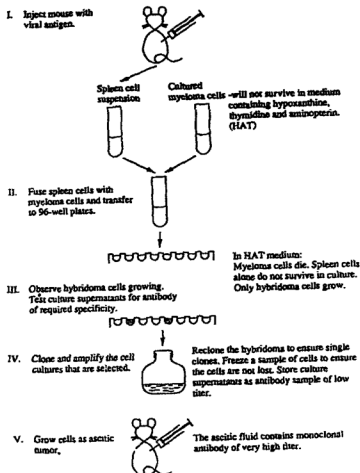 I. Inject mouse with
viral antigen.
Spleen cell
suspension
Cultured
myeloma cells -will not survive in medium
containing hypoxanthine,
thymidine and aminopterin.
(HAT)
II. Fuse spleen cells with
myeloma cells and transfer
to 96-well plates.
In HAT medium:
Myeloma cells die. Spleen cells
alone do not survive in culture.
Only hybridoma cells grow.
III. Observe hybridoma cells growing.
Test culture supernatants for antibody
of required specificity.
IV. Clone and amplify the cell
cultures that are selected.
Reclone the hybridoma to ensure single
clones. Freeze a sample of cells to ensure
the cells are not lost. Store culture
supernatants as antibody sample of low
titer.
V. Grow cells as ascitic
tumor.
The ascitic fluid contains monoclonal
antibody of very high titer.